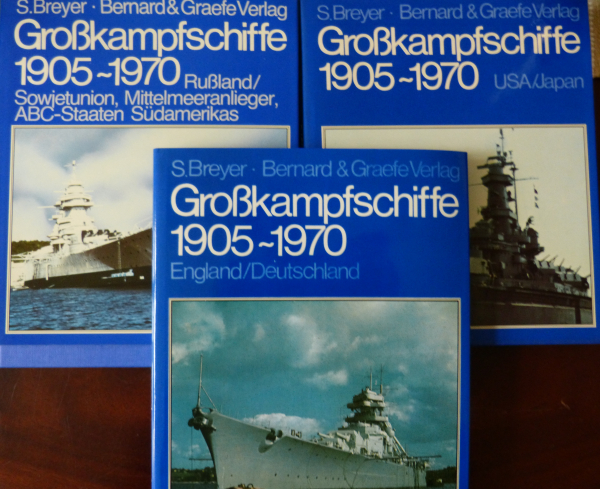 S.Breyer · Bernard & Graefe Verlag
Großkampfschiffe
1905~1970 Rußland/
Sowjetunion, Mittelmeeranlieger,
ABC-Staaten Südamerikas
S.Breyer · Bernard & Graefe Verlag
Großkampfschiffe
1905~1970 USA/Japan
S.Breyer · Bernard & Graefe Verlag
Großkampfschiffe
1905~1970
England/Deutschland